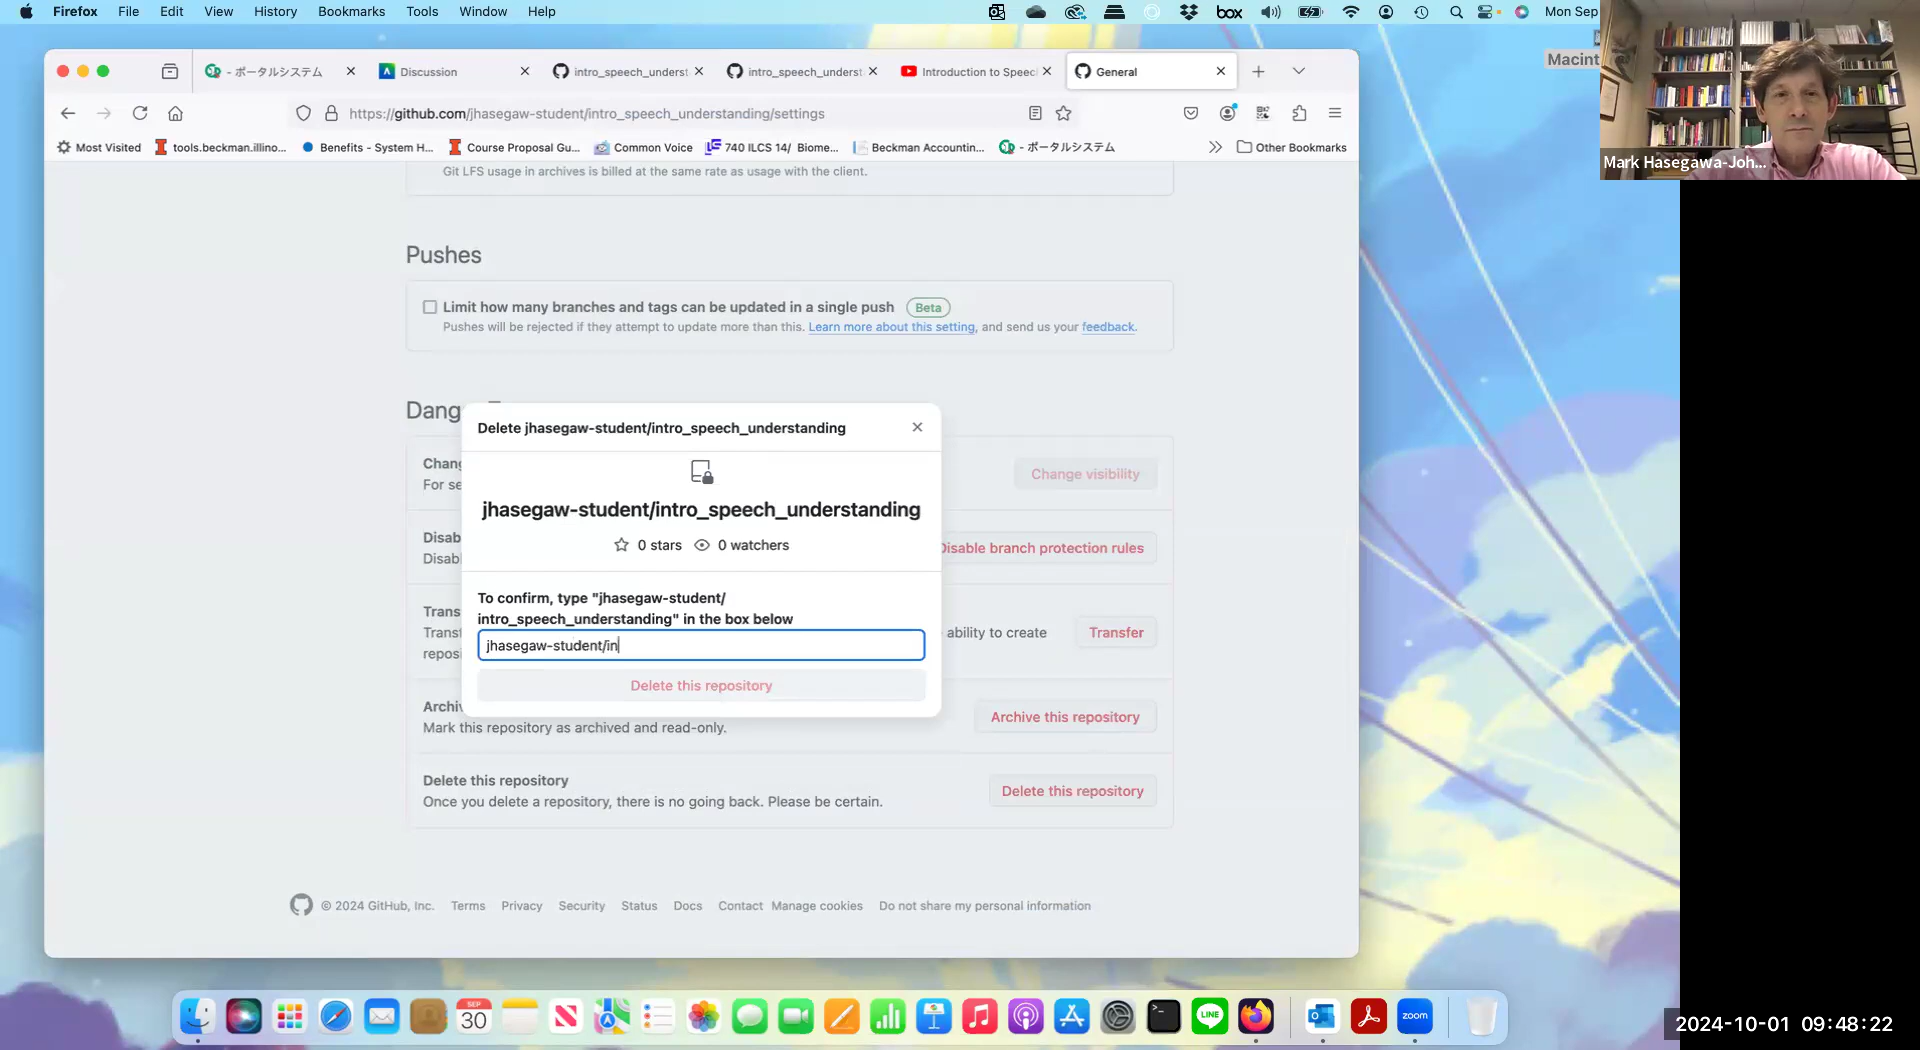 Firefox File Edit View History Bookmarks Tools Window Help
box
Mon Sep
- ポータルシステム
Discussion
intro_speech_underst
intro_speech_underst
Introduction to Speec
General
https://github.com/jhasegaw-student/intro_speech_understanding/settings
Most Visited
tools.beckman.illino...
Benefits - System H...
Course Proposal Gu...
Common Voice
740 ILCS 14/ Biome...
Beckman Accountin...
- ポータルシステム
Other Bookmarks
Macint
Mark Hasegawa-Joh...
Git LFS usage in archives is billed at the same rate as usage with the client.
Pushes
Limit how many branches and tags can be updated in a single push Beta
Pushes will be rejected if they attempt to update more than this. Learn more about this setting, and send us your feedback.
Dang
Delete jhasegaw-student/intro_speech_understanding
jhasegaw-student/intro_speech_understanding
0 stars 0 watchers
To confirm, type "jhasegaw-student/
intro_speech_understanding" in the box below
jhasegaw-student/in
Delete this repository
Chang
For se
Change visibility
Disab
Disabl
Disable branch protection rules
Trans
Transf
reposi
ability to create
Transfer
Archiv
Mark this repository as archived and read-only.
Archive this repository
Delete this repository
Once you delete a repository, there is no going back. Please be certain.
Delete this repository
© 2024 GitHub, Inc. Terms Privacy Security Status Docs Contact Manage cookies Do not share my personal information
SEP
30
LINE
zoom
2024-10-01 09:48:22